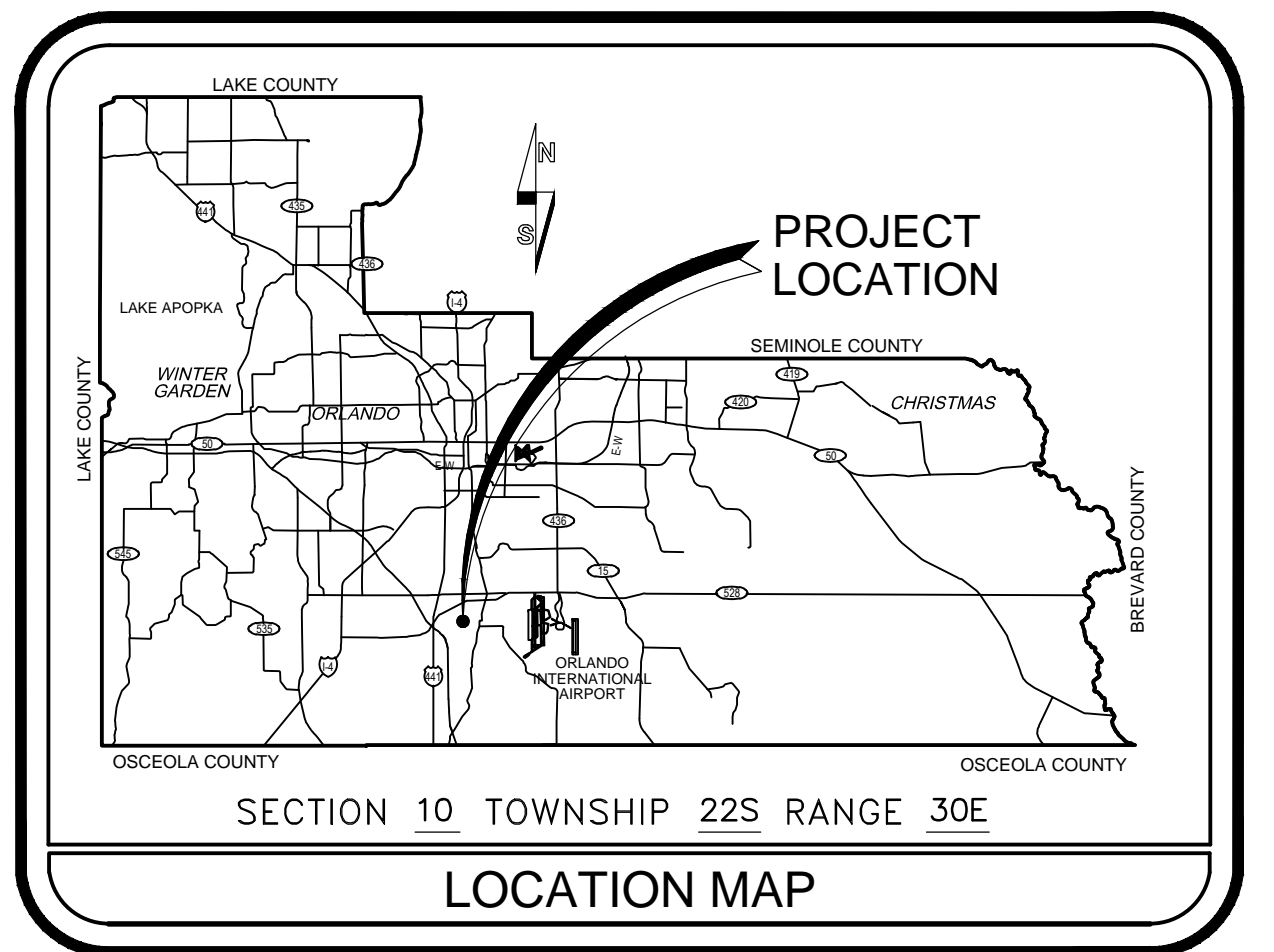 LAKE COUNTY
N
S
441
435
436
PROJECT
LOCATION
I-4
LAKE APOPKA
SEMINOLE COUNTY
LAKE COUNTY
WINTER
GARDEN
419
420
CHRISTMAS
ORLANDO
50
E-W
E-W
50
436
BREVARD COUNTY
545
15
528
535
I-4
441
ORLANDO
INTERNATIONAL
AIRPORT
OSCEOLA COUNTY
OSCEOLA COUNTY
SECTION 10 TOWNSHIP 22S RANGE 30E
LOCATION MAP